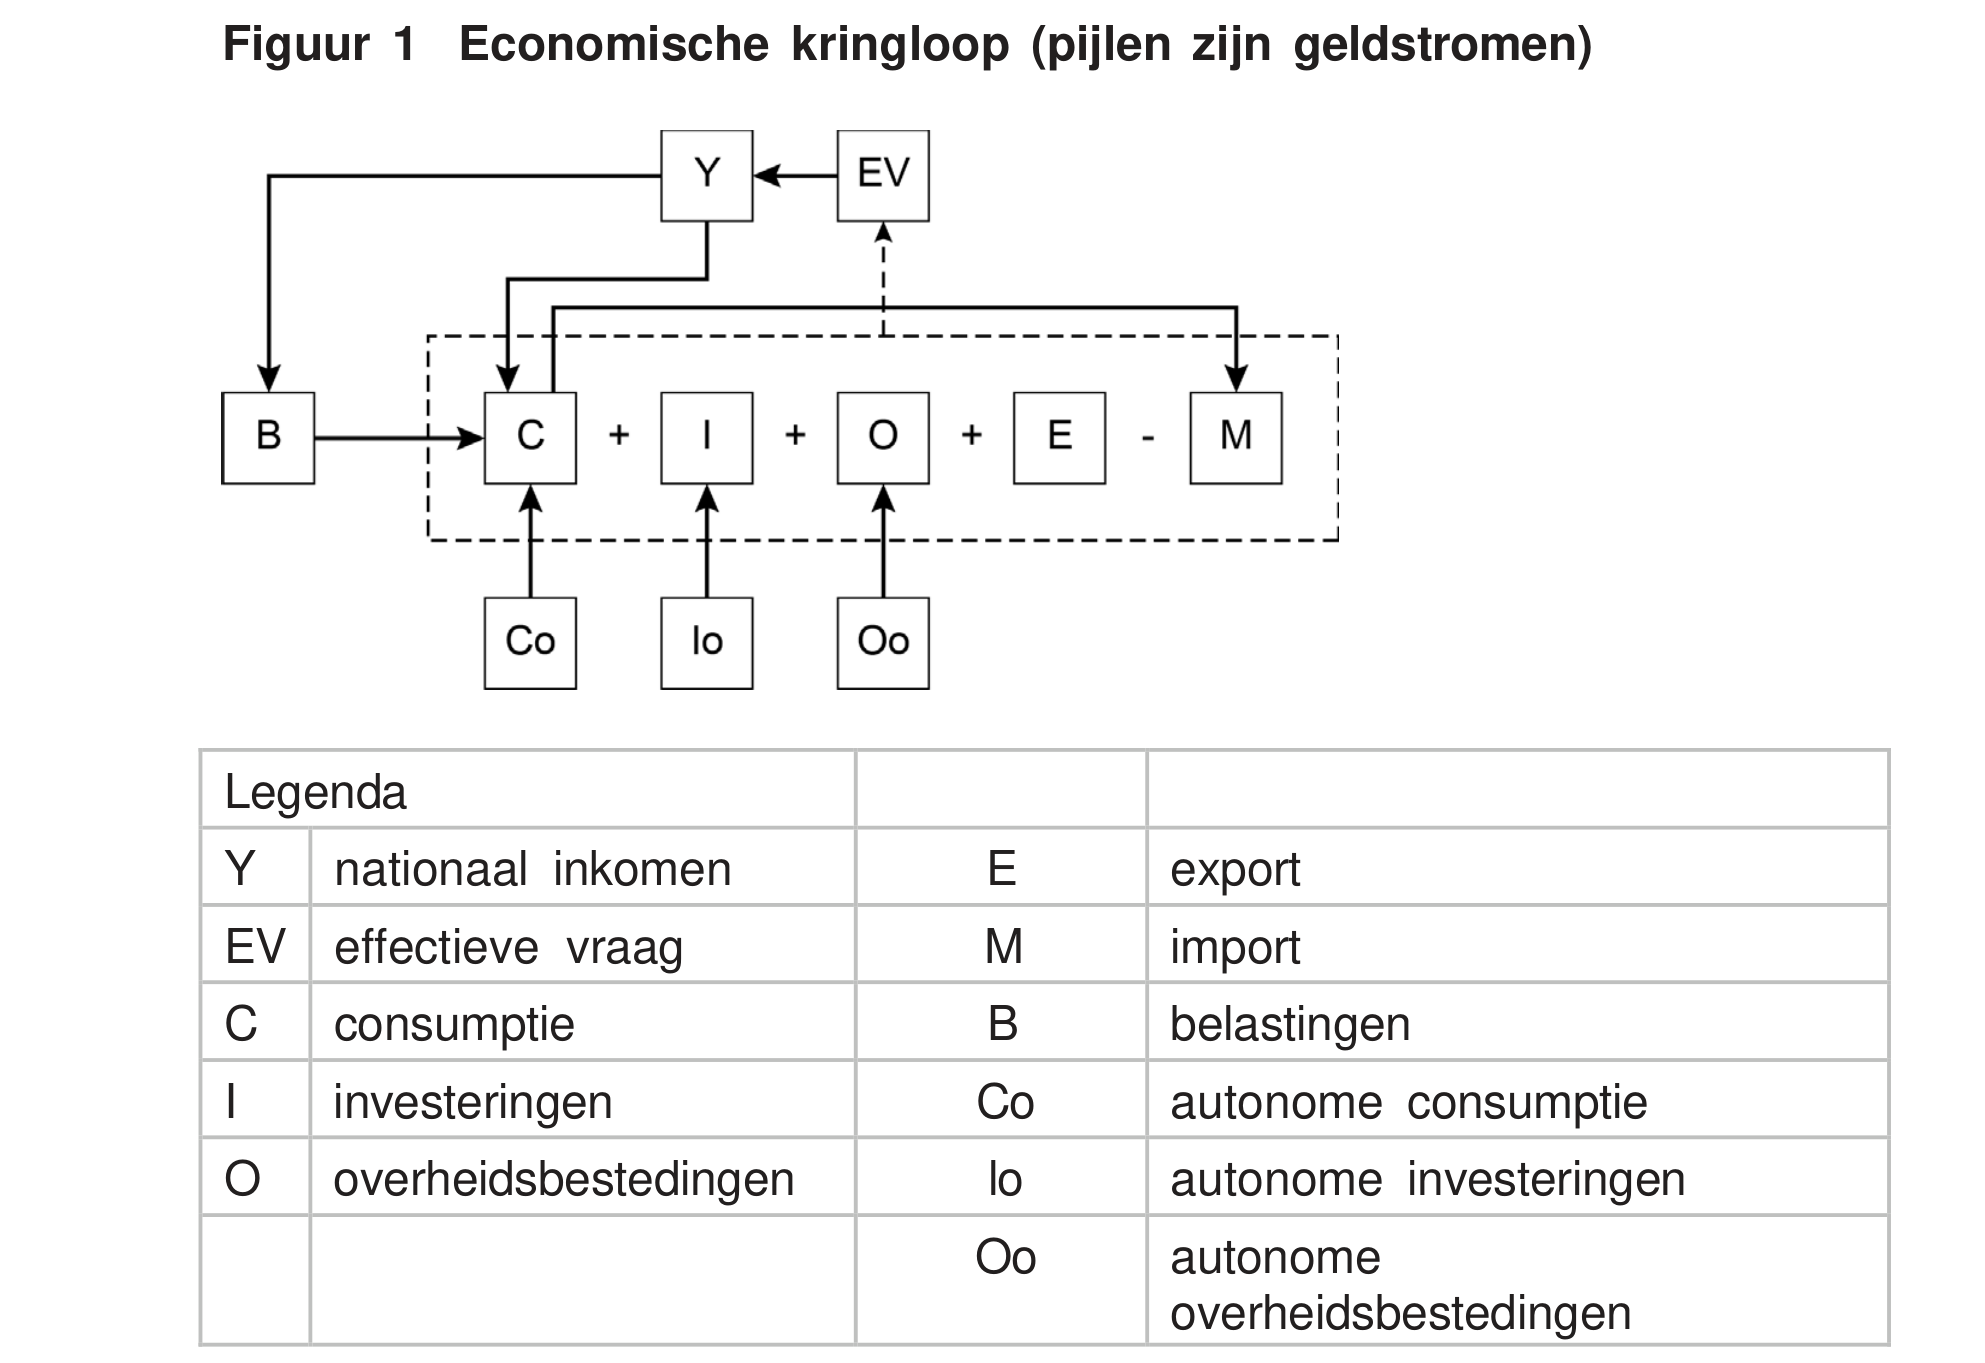 Figuur 1 Economische kringloop (pijlen zijn geldstromen)
Y EV
B C + I + O + E - M
Co Io Oo
Legenda
Y nationaal inkomen E export
EV effectieve vraag M import
C consumptie B belastingen
I investeringen Co autonome consumptie
O overheidsbestedingen Io autonome investeringen
Oo autonome
overheidsbestedingen